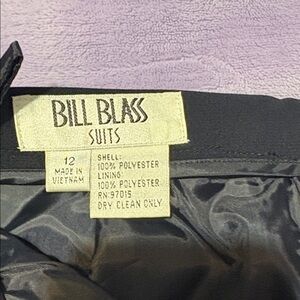 BILL BLASS
SUITS
12
MADE IN
VIETNAM
SHELL:
100% POLYESTER
LINING:
100% POLYESTER
RN: 97015
DRY CLEAN ONLY